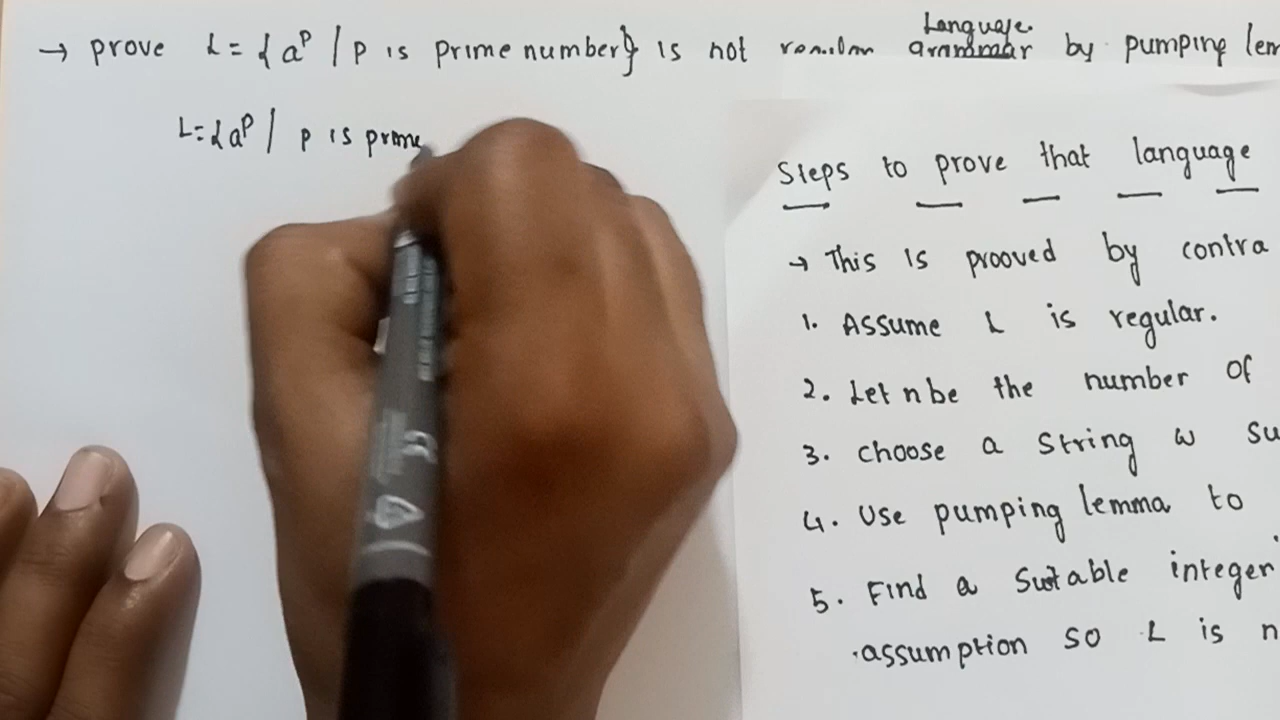 Language
→ prove L = { a^p / p is prime number} is not by pumping lem
L = { a^p / p is prime
Steps to prove that language
→ This is prooved by contra
1. Assume L is regular.
2. Let n be the number of
3. choose a string w su
4. Use pumping lemma to
5. Find a Suitable integer
assumption so L is n